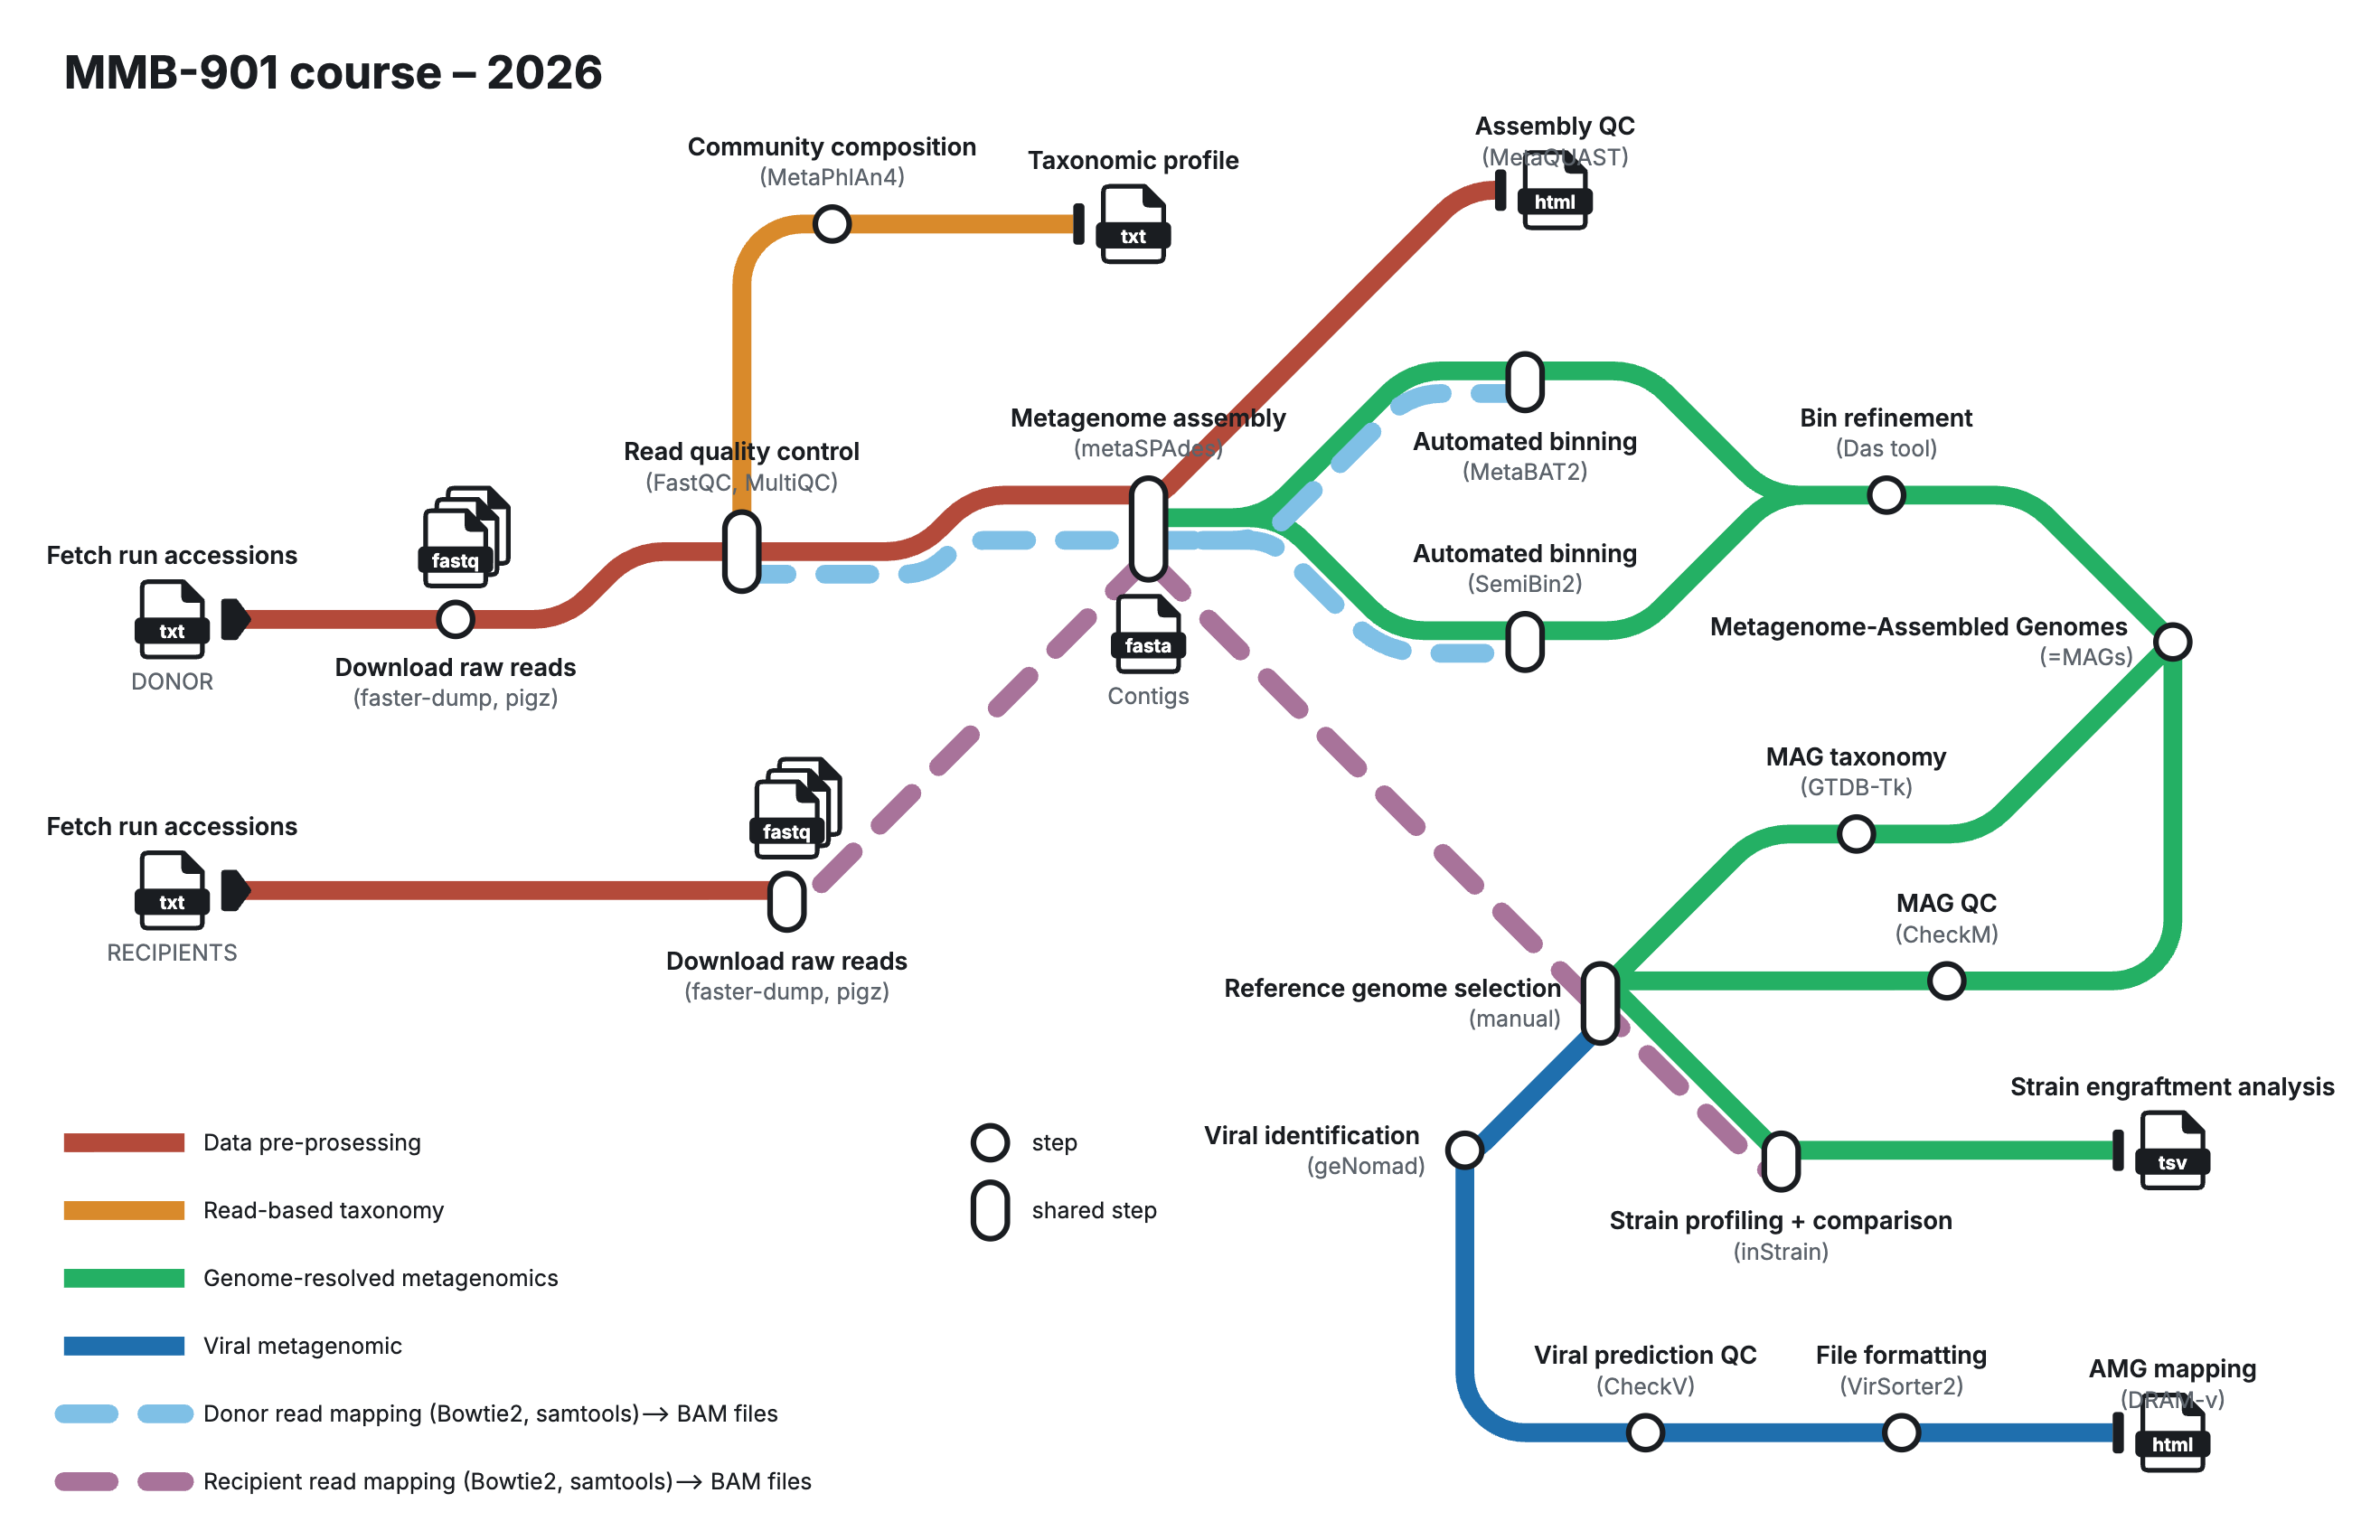 MMB-901 course – 2026
Assembly QC
(MetaQUAST)
html
Community composition
(MetaPhlAn4)
Taxonomic profile
txt
Metagenome assembly
(metaSPAdes)
Read quality control
(FastQC, MultiQC)
Automated binning
(MetaBAT2)
Bin refinement
(Das tool)
Fetch run accessions
txt
DONOR
fastq
Download raw reads
(faster-dump, pigz)
fasta
Contigs
Automated binning
(SemiBin2)
Metagenome-Assembled Genomes
(=MAGs)
MAG taxonomy
(GTDB-Tk)
Fetch run accessions
txt
RECIPIENTS
fastq
Download raw reads
(faster-dump, pigz)
MAG QC
(CheckM)
Reference genome selection
(manual)
Strain engraftment analysis
tsv
Viral identification
(geNomad)
Strain profiling + comparison
(inStrain)
Viral prediction QC
(CheckV)
File formatting
(VirSorter2)
AMG mapping
(DRAM-v)
html
Data pre-prosessing
Read-based taxonomy
Genome-resolved metagenomics
Viral metagenomic
Donor read mapping (Bowtie2, samtools)→ BAM files
Recipient read mapping (Bowtie2, samtools)→ BAM files
step
shared step